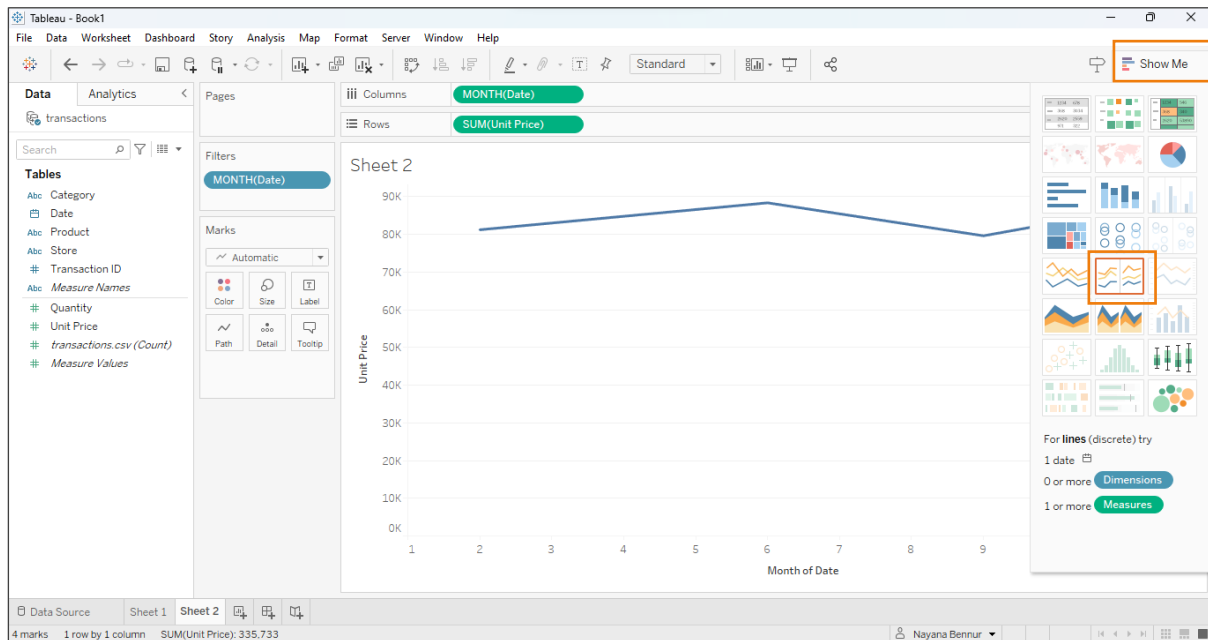 Tableau - Book1
File Data Worksheet Dashboard Story Analysis Map Format Server Window Help
Standard
Show Me
Data Analytics
transactions
Search
Tables
Abc Category
Date
Abc Product
Abc Store
# Transaction ID
Abc Measure Names
# Quantity
# Unit Price
# transactions.csv (Count)
# Measure Values
Pages
Filters
MONTH(Date)
Marks
Automatic
Color Size Label
Path Detail Tooltip
iii Columns MONTH(Date)
Rows SUM(Unit Price)
Sheet 2
90K
80K
70K
60K
50K
40K
30K
20K
10K
0K
Unit Price
1 2 3 4 5 6 7 8 9
Month of Date
For lines (discrete) try
1 date
0 or more Dimensions
1 or more Measures
Data Source Sheet 1 Sheet 2
4 marks 1 row by 1 column SUM(Unit Price): 335,733
Nayana Bennur